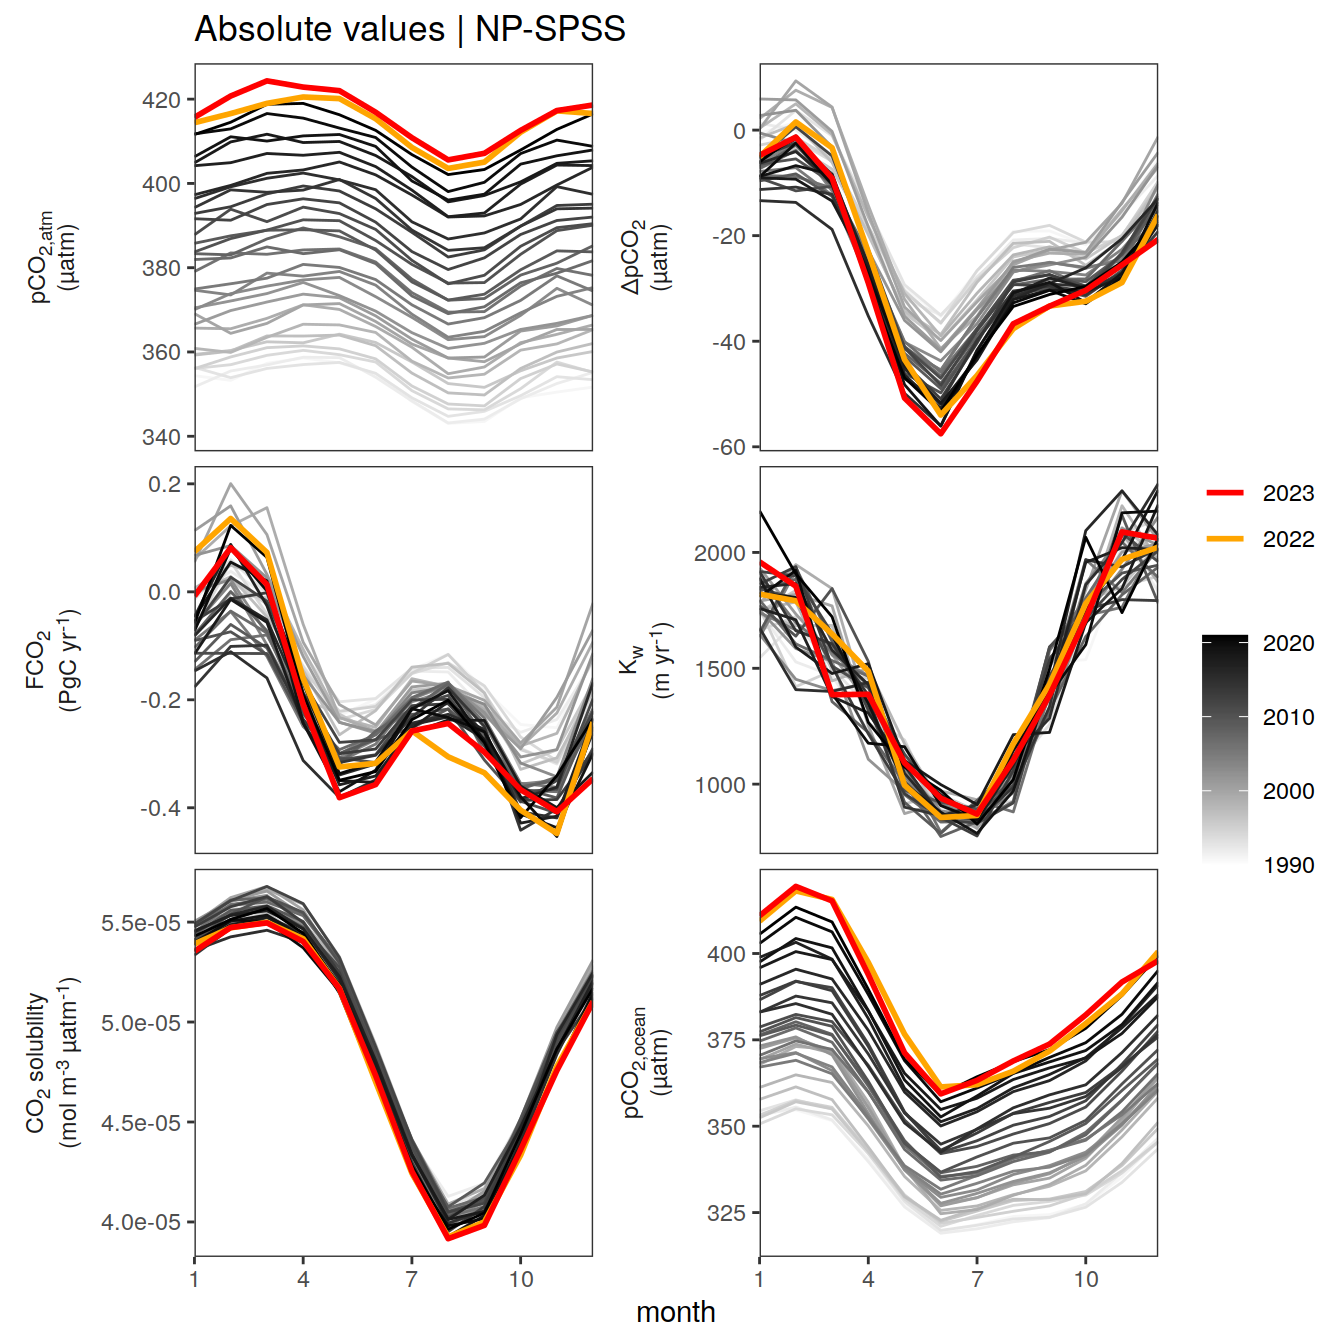 Absolute values | NP-SPSS
pCO2,atm
(µatm)
420
400
380
360
340
ΔpCO2
(µatm)
0
-20
-40
-60
FCO2
(PgC yr-1)
0.2
0.0
-0.2
-0.4
Kw
(m yr-1)
2000
1500
1000
CO2 solubility
(mol m-3 µatm-1)
5.5e-05
5.0e-05
4.5e-05
4.0e-05
1 4 7 10
pCO2,ocean
(µatm)
400
375
350
325
1 4 7 10
month
2023
2022
2020
2010
2000
1990